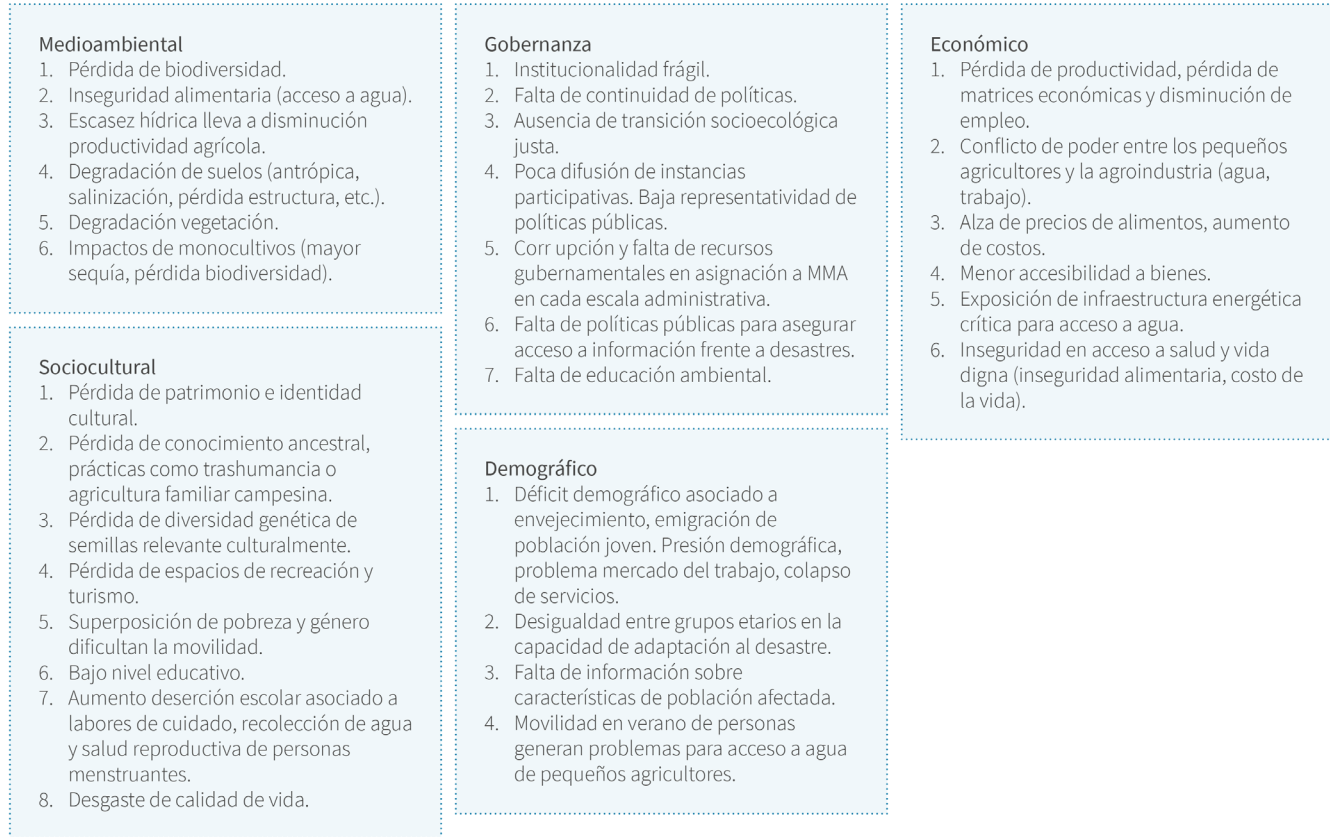 Medioambiental
1. Pérdida de biodiversidad.
2. Inseguridad alimentaria (acceso a agua).
3. Escasez hídrica lleva a disminución
productividad agrícola.
4. Degradación de suelos (antrópica,
salinización, pérdida estructura, etc.).
5. Degradación vegetación.
6. Impactos de monocultivos (mayor
sequía, pérdida biodiversidad).
Sociocultural
1. Pérdida de patrimonio e identidad
cultural.
2. Pérdida de conocimiento ancestral,
prácticas como trashumancia o
agricultura familiar campesina.
3. Pérdida de diversidad genética de
semillas relevante culturalmente.
4. Pérdida de espacios de recreación y
turismo.
5. Superposición de pobreza y género
dificultan la movilidad.
6. Bajo nivel educativo.
7. Aumento deserción escolar asociado a
labores de cuidado, recolección de agua
y salud reproductiva de personas
menstruantes.
8. Desgaste de calidad de vida.
Gobernanza
1. Institucionalidad frágil.
2. Falta de continuidad de políticas.
3. Ausencia de transición socioecológica
justa.
4. Poca difusión de instancias
participativas. Baja representatividad de
políticas públicas.
5. Corr upción y falta de recursos
gubernamentales en asignación a MMA
en cada escala administrativa.
6. Falta de políticas públicas para asegurar
acceso a información frente a desastres.
7. Falta de educación ambiental.
Demográfico
1. Déficit demográfico asociado a
envejecimiento, emigración de
población joven. Presión demográfica,
problema mercado del trabajo, colapso
de servicios.
2. Desigualdad entre grupos etarios en la
capacidad de adaptación al desastre.
3. Falta de información sobre
características de población afectada.
4. Movilidad en verano de personas
generan problemas para acceso a agua
de pequeños agricultores.
Económico
1. Pérdida de productividad, pérdida de
matrices económicas y disminución de
empleo.
2. Conflicto de poder entre los pequeños
agricultores y la agroindustria (agua,
trabajo).
3. Alza de precios de alimentos, aumento
de costos.
4. Menor accesibilidad a bienes.
5. Exposición de infraestructura energética
crítica para acceso a agua.
6. Inseguridad en acceso a salud y vida
digna (inseguridad alimentaria, costo de
la vida).